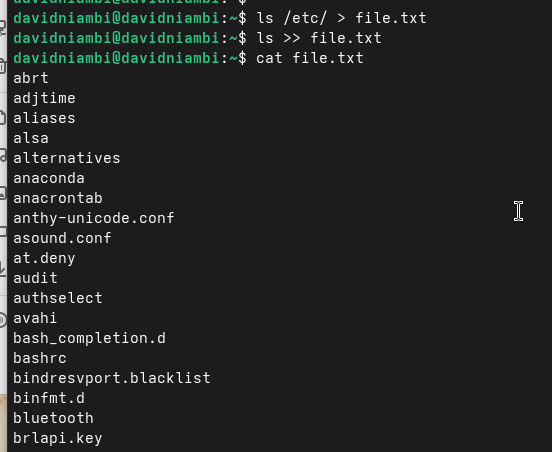 davidniambi@davidniambi:~$ ls /etc/ > file.txt
davidniambi@davidniambi:~$ ls >> file.txt
davidniambi@davidniambi:~$ cat file.txt
abrt
adjtime
aliases
alsa
alternatives
anaconda
anacrontab
anthy-unicode.conf
asound.conf
at.deny
audit
authselect
avahi
bash_completion.d
bashrc
bindresvport.blacklist
binfmt.d
bluetooth
brlapi.key